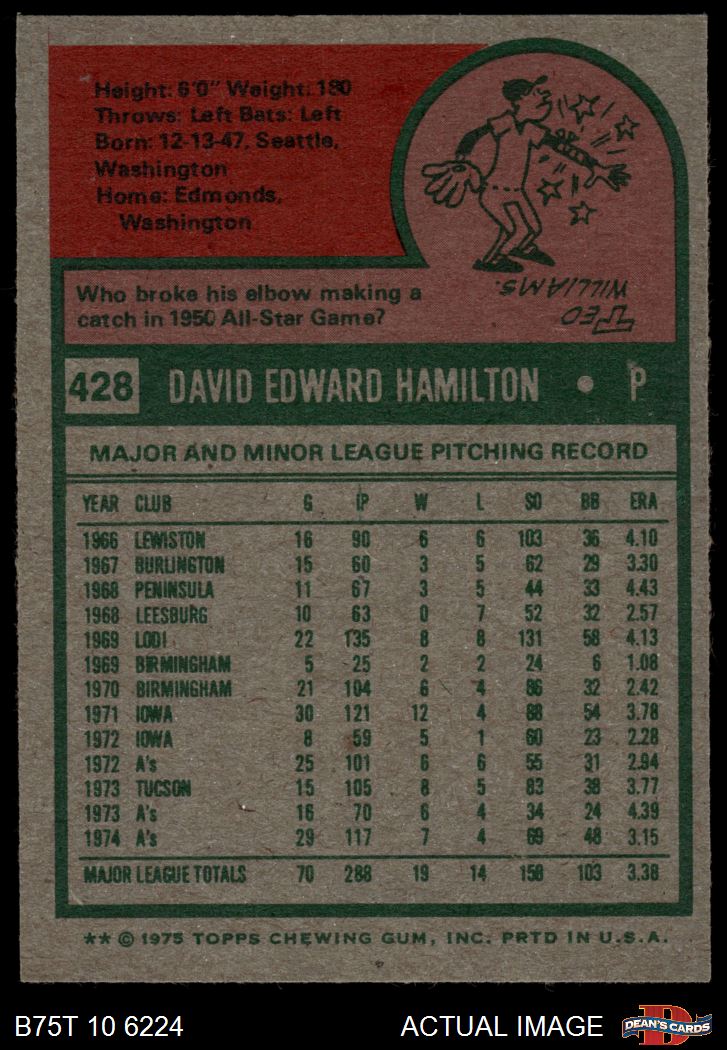 Height: 6'0" Weight: 180
Throws: Left Bats: Left
Born: 12-13-47, Seattle,
Washington
Home: Edmonds,
Washington
Who broke his elbow making a
catch in 1950 All-Star Game?
TED
WILLIAMS.
428 DAVID EDWARD HAMILTON • P
MAJOR AND MINOR LEAGUE PITCHING RECORD
YEAR CLUB G IP W L SO BB ERA
1966 LEWISTON 16 90 6 6 103 36 4.10
1967 BURLINGTON 15 60 3 5 62 29 3.30
1968 PENINSULA 11 67 3 5 44 33 4.43
1968 LEESBURG 10 63 0 7 52 32 2.57
1969 LODI 22 135 8 8 131 58 4.13
1969 BIRMINGHAM 5 25 2 2 24 6 1.08
1970 BIRMINGHAM 21 104 6 4 86 32 2.42
1971 IOWA 30 121 12 4 88 54 3.78
1972 IOWA 8 59 5 1 60 23 2.28
1972 A's 25 101 6 6 55 31 2.94
1973 TUCSON 15 105 8 5 83 38 3.77
1973 A's 16 70 6 4 34 24 4.39
1974 A's 29 117 7 4 69 48 3.15
MAJOR LEAGUE TOTALS 70 288 19 14 158 103 3.38
** © 1975 TOPPS CHEWING GUM, INC. PRTD IN U.S.A.
B75T 10 6224 ACTUAL IMAGE D DEAN'S CARDS